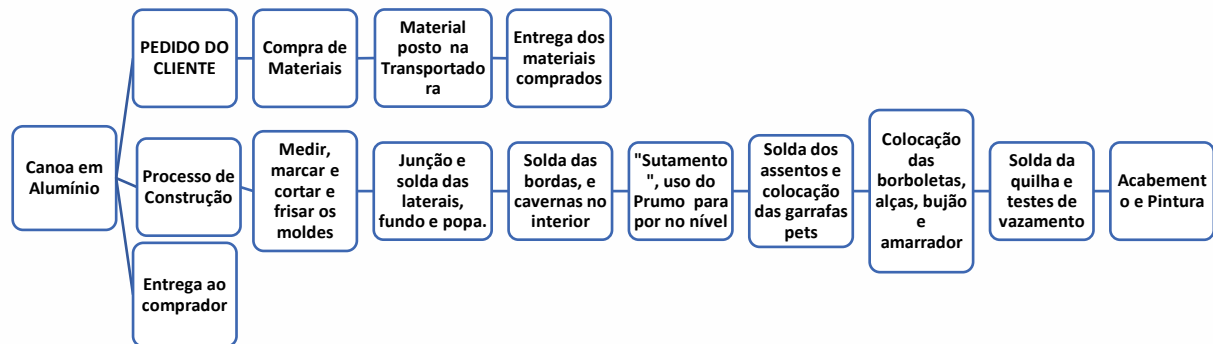 PEDIDO DO
CLIENTE
Compra de
Materiais
Material
posto na
Transportado
ra
Entrega dos
materiais
comprados
Canoa em
Alumínio
Processo de
Construção
Medir,
marcar e
cortar e
frisar os
moldes
Junção e
solda das
laterais,
fundo e popa.
Solda das
bordas, e
cavernas no
interior
"Sutamento
", uso do
Prumo para
por no nível
Solda dos
assentos e
colocação
das garrafas
pets
Colocação
das
borboletas,
alças, bujão
e
amarrador
Solda da
quilha e
testes de
vazamento
Acabement
o e Pintura
Entrega ao
comprador